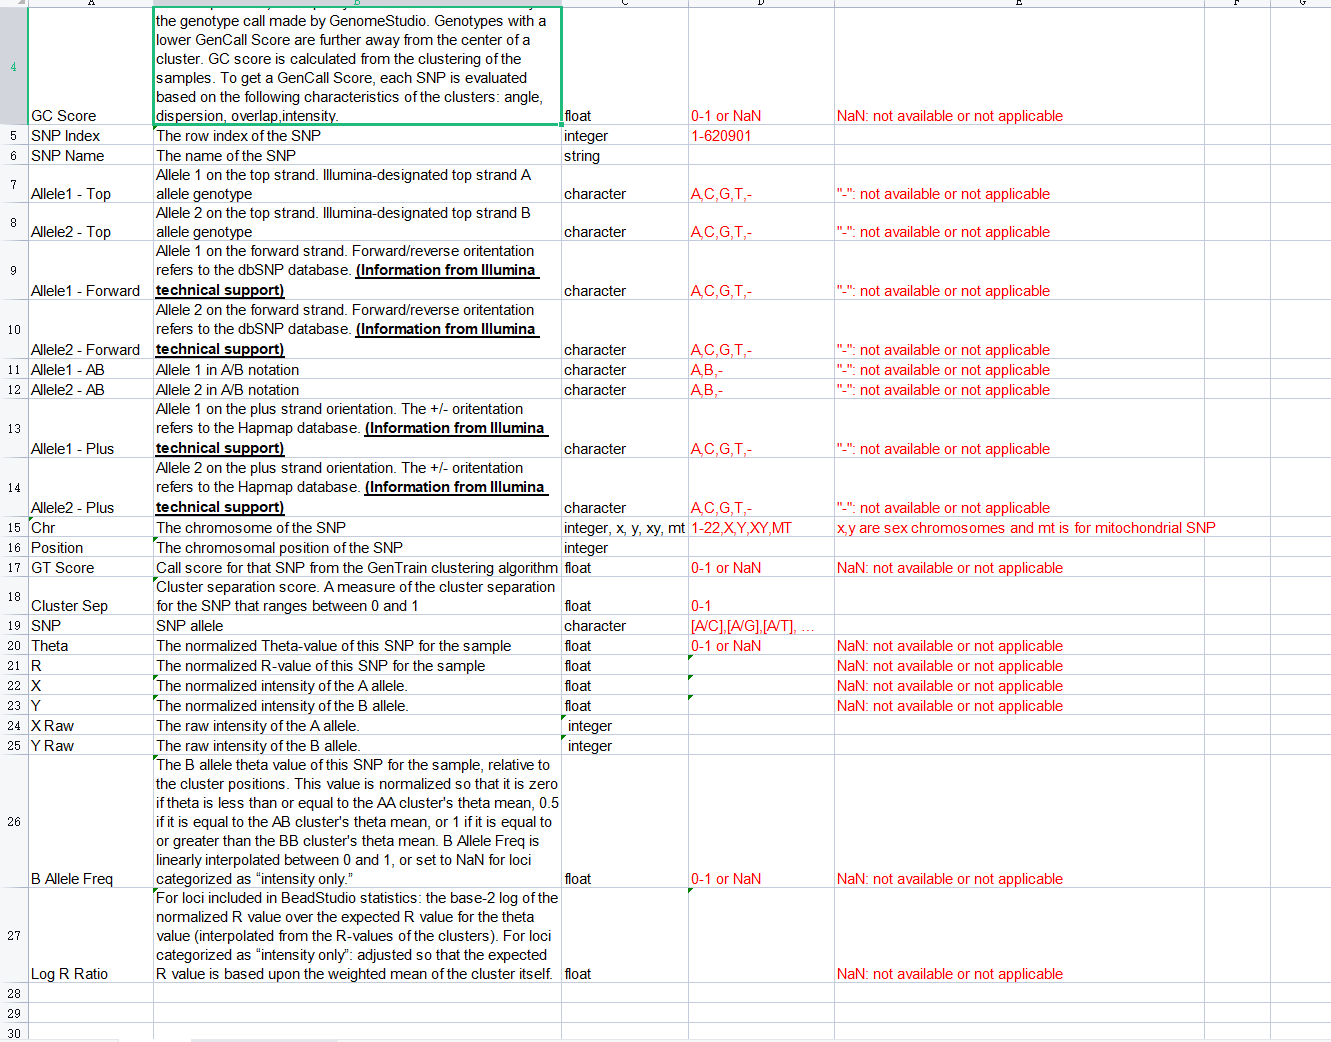 A B C D E F G
4
the genotype call made by GenomeStudio. Genotypes with a
lower GenCall Score are further away from the center of a
cluster. GC score is calculated from the clustering of the
samples. To get a GenCall Score, each SNP is evaluated
based on the following characteristics of the clusters: angle,
GC Score dispersion, overlap,intensity. float 0-1 or NaN NaN: not available or not applicable
5 SNP Index The row index of the SNP integer 1-620901
6 SNP Name The name of the SNP string
7
Allele 1 on the top strand. Illumina-designated top strand A
Allele1 - Top allele genotype character A,C,G,T,- "-": not available or not applicable
8
Allele 2 on the top strand. Illumina-designated top strand B
Allele2 - Top allele genotype character A,C,G,T,- "-": not available or not applicable
9
Allele 1 on the forward strand. Forward/reverse oritentation
refers to the dbSNP database. (Information from Illumina
Allele1 - Forward technical support) character A,C,G,T,- "-": not available or not applicable
10
Allele 2 on the forward strand. Forward/reverse oritentation
refers to the dbSNP database. (Information from Illumina
Allele2 - Forward technical support) character A,C,G,T,- "-": not available or not applicable
11 Allele1 - AB Allele 1 in A/B notation character A,B,- "-": not available or not applicable
12 Allele2 - AB Allele 2 in A/B notation character A,B,- "-": not available or not applicable
13
Allele 1 on the plus strand orientation. The +/- oritentation
refers to the Hapmap database. (Information from Illumina
Allele1 - Plus technical support) character A,C,G,T,- "-": not available or not applicable
14
Allele 2 on the plus strand orientation. The +/- oritentation
refers to the Hapmap database. (Information from Illumina
Allele2 - Plus technical support) character A,C,G,T,- "-": not available or not applicable
15 Chr The chromosome of the SNP integer, x, y, xy, mt 1-22,X,Y,XY,MT x,y are sex chromosomes and mt is for mitochondrial SNP
16 Position The chromosomal position of the SNP integer
17 GT Score Call score for that SNP from the GenTrain clustering algorithm float 0-1 or NaN NaN: not available or not applicable
18
Cluster separation score. A measure of the cluster separation
Cluster Sep for the SNP that ranges between 0 and 1 float 0-1
19 SNP SNP allele character [A/C],[A/G],[A/T], ...
20 Theta The normalized Theta-value of this SNP for the sample float 0-1 or NaN NaN: not available or not applicable
21 R The normalized R-value of this SNP for the sample float NaN: not available or not applicable
22 X The normalized intensity of the A allele. float NaN: not available or not applicable
23 Y The normalized intensity of the B allele. float NaN: not available or not applicable
24 X Raw The raw intensity of the A allele. integer
25 Y Raw The raw intensity of the B allele. integer
26
The B allele theta value of this SNP for the sample, relative to
the cluster positions. This value is normalized so that it is zero
if theta is less than or equal to the AA cluster's theta mean, 0.5
if it is equal to the AB cluster's theta mean, or 1 if it is equal to
or greater than the BB cluster's theta mean. B Allele Freq is
linearly interpolated between 0 and 1, or set to NaN for loci
B Allele Freq categorized as “intensity only.” float 0-1 or NaN NaN: not available or not applicable
27
For loci included in BeadStudio statistics: the base-2 log of the
normalized R value over the expected R value for the theta
value (interpolated from the R-values of the clusters). For loci
categorized as “intensity only”: adjusted so that the expected
Log R Ratio R value is based upon the weighted mean of the cluster itself. float NaN: not available or not applicable
28
29
30